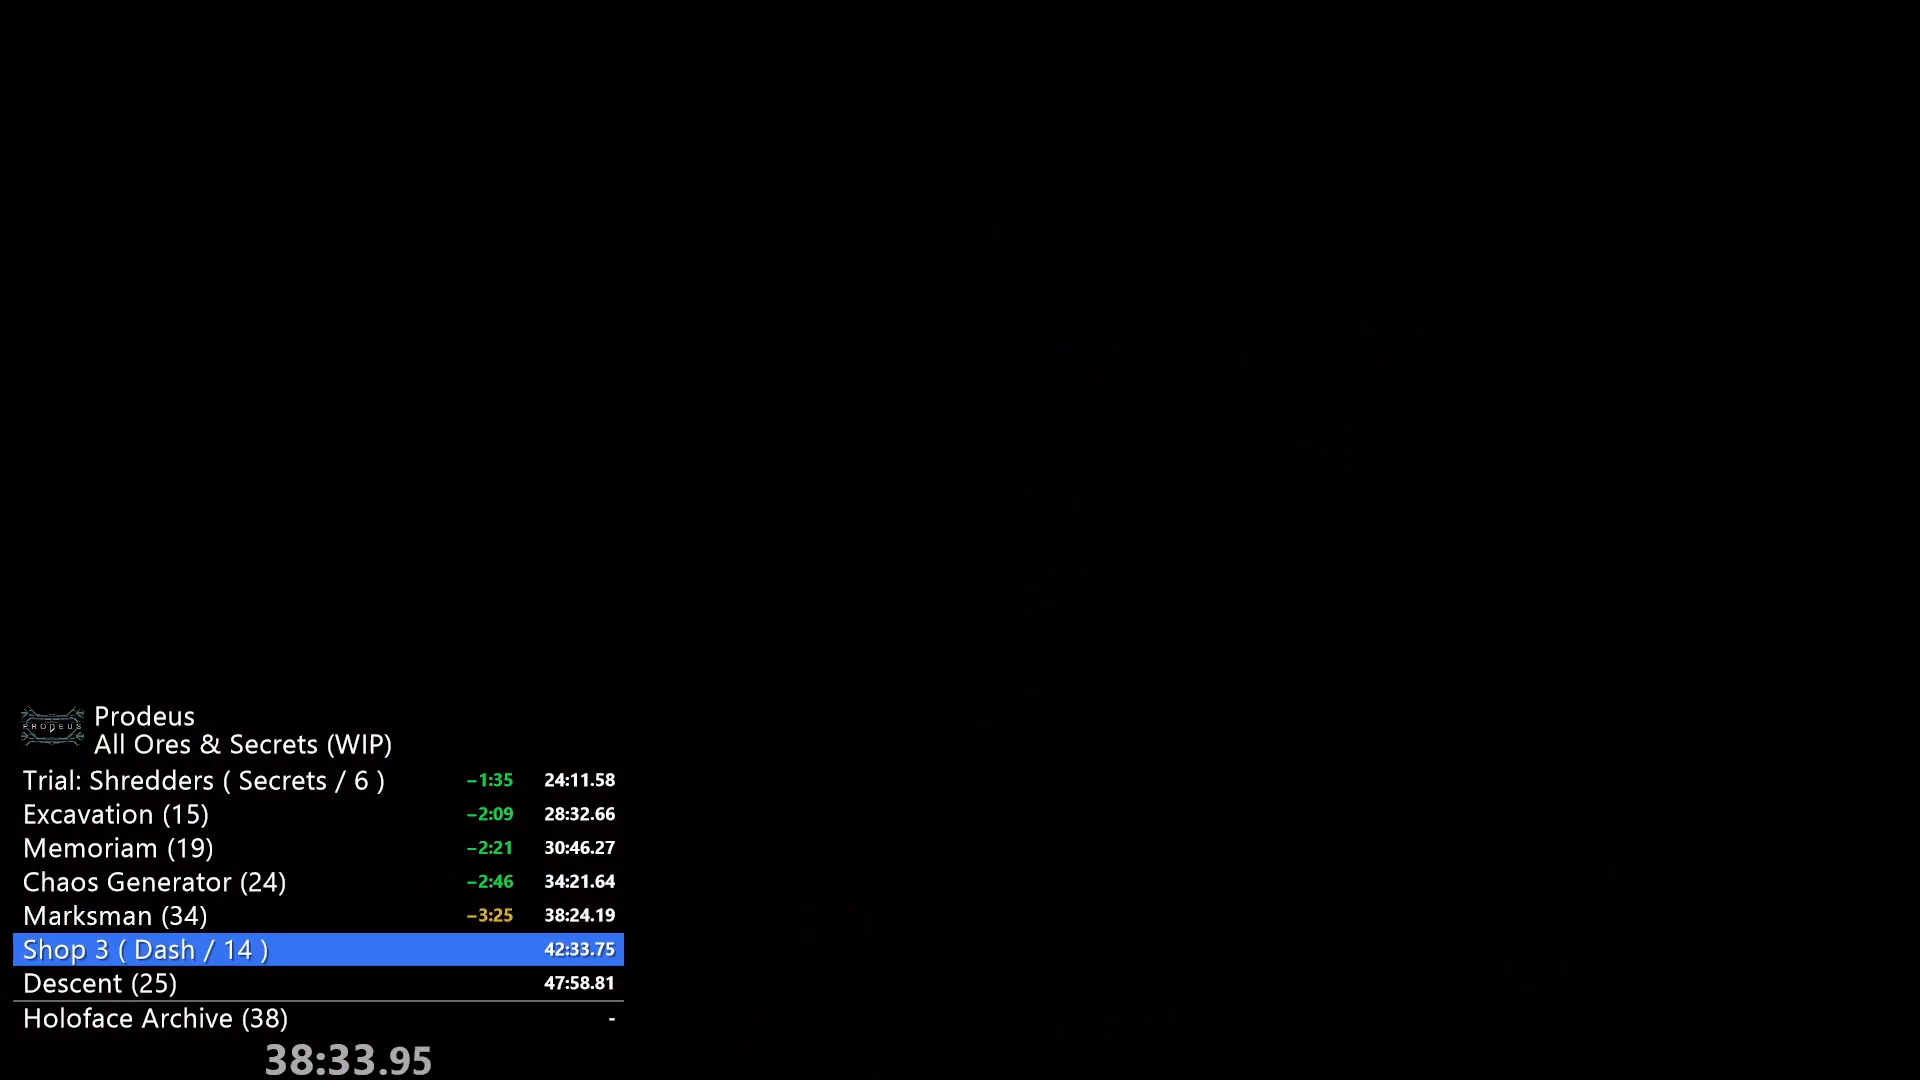 PRODEUS
Prodeus
All Ores & Secrets (WIP)
Trial: Shredders ( Secrets / 6 ) −1:35 24:11.58
Excavation (15) −2:09 28:32.66
Memoriam (19) −2:21 30:46.27
Chaos Generator (24) −2:46 34:21.64
Marksman (34) −3:25 38:24.19
Shop 3 ( Dash / 14 ) 42:33.75
Descent (25) 47:58.81
Holoface Archive (38) -
38:33.95